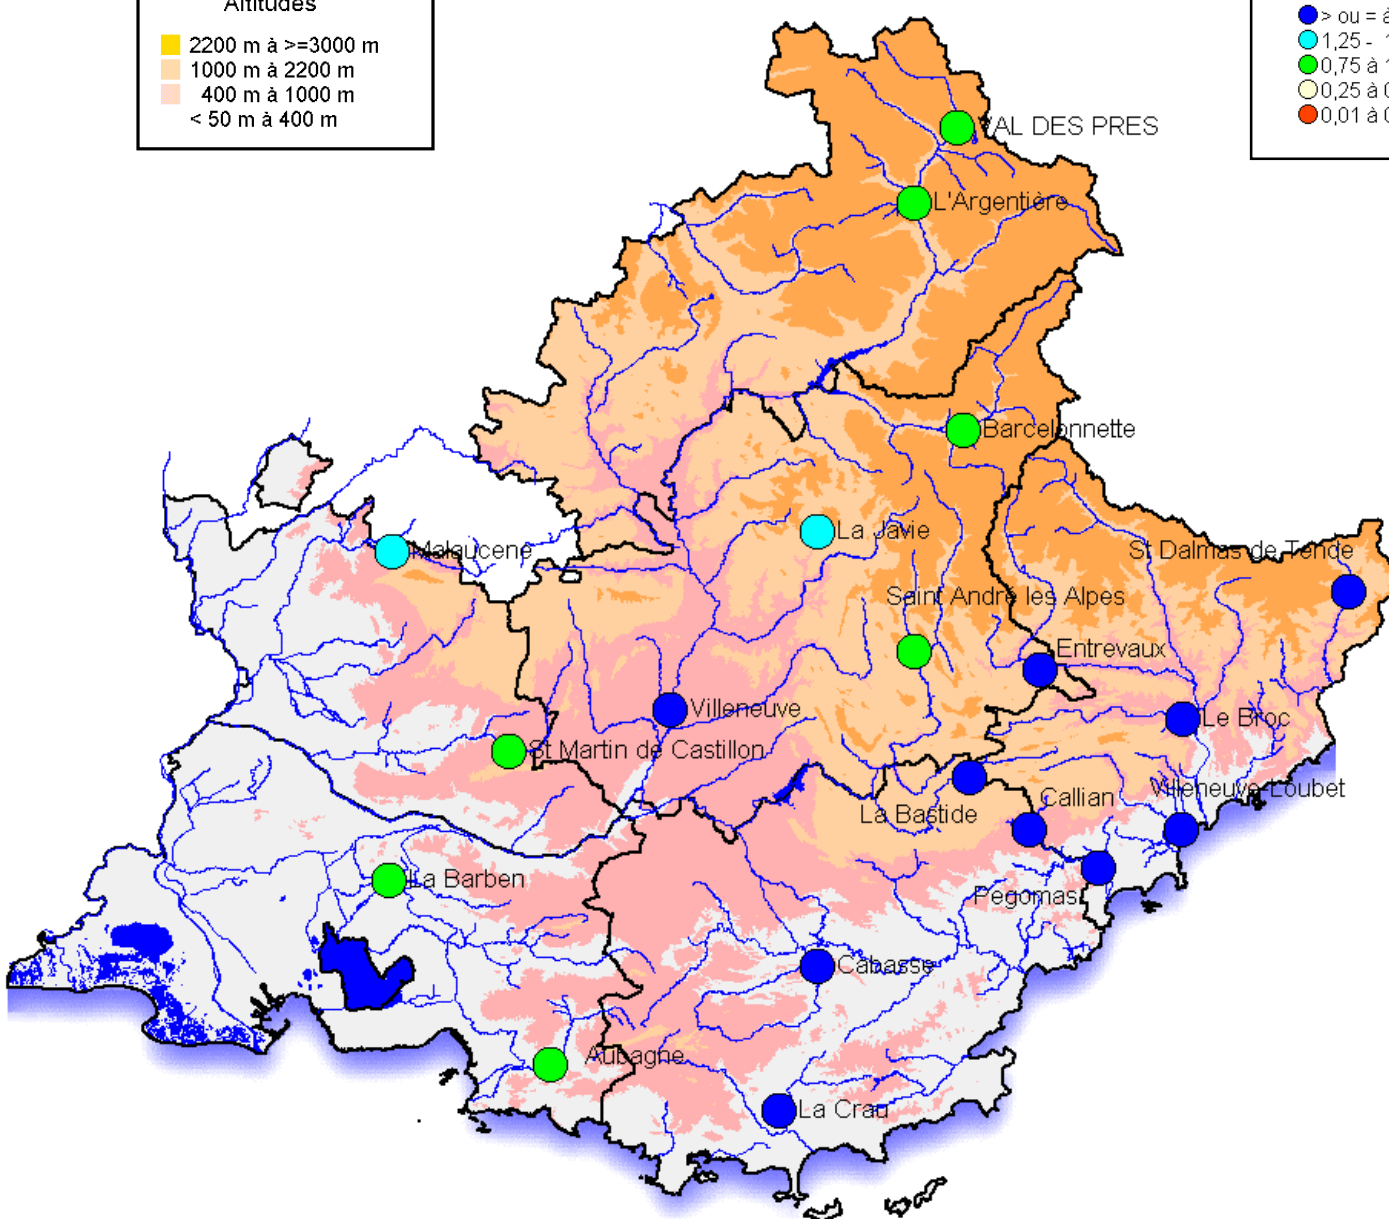 Altitudes
2200 m à >=3000 m
1000 m à 2200 m
400 m à 1000 m
< 50 m à 400 m
> ou = à
1,25 -
0,75 à
0,25 à
0,01 à
VAL DES PRES
L'Argentière
Barcelonnette
La Javie
Malaucene
St Dalmas de Tende
Saint André les Alpes
Entrevaux
Villeneuve
Le Broc
St Martin de Castillon
Villeneuve-Loubet
Callian
La Bastide
La Barben
Pegomas
Cabasse
Aubagne
La Crau